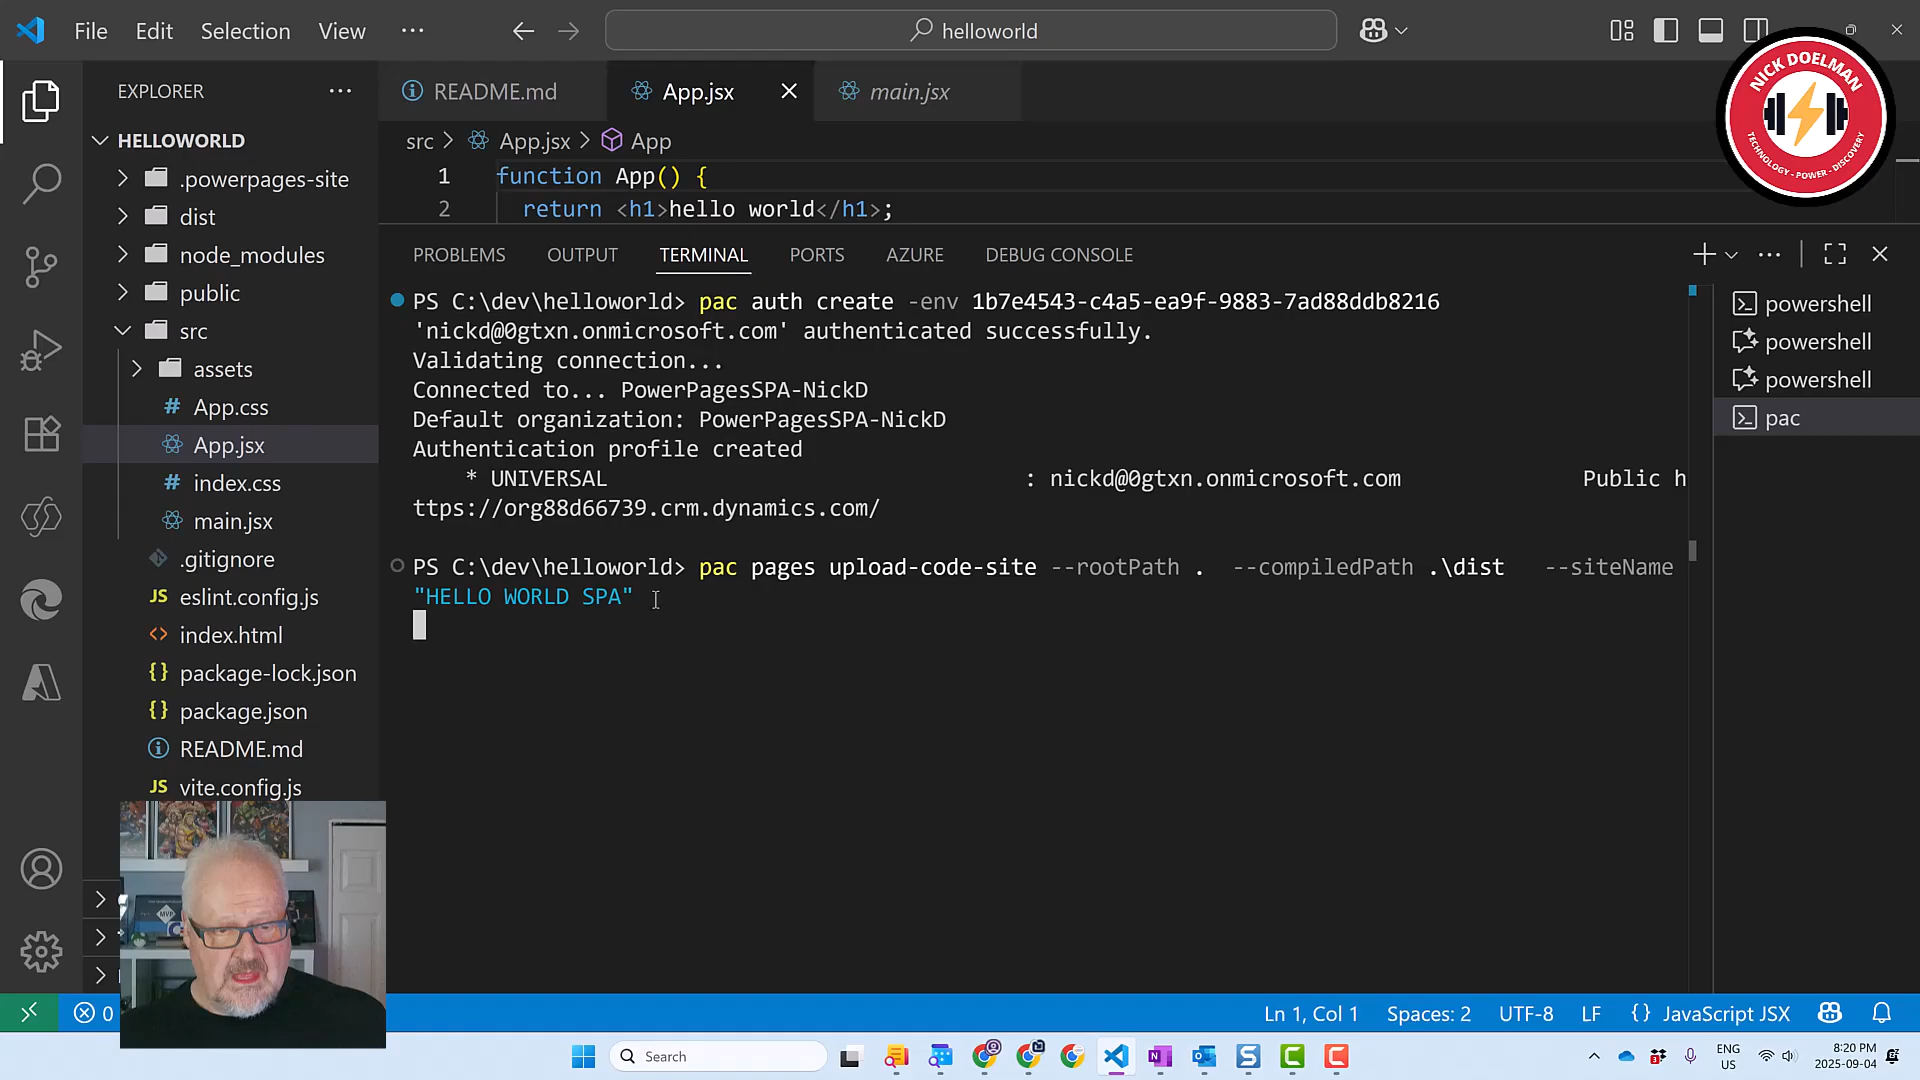 File Edit Selection View ··· helloworld
EXPLORER ···
HELLOWORLD
.powerpages-site
dist
node_modules
public
src
assets
# App.css
App.jsx
# index.css
main.jsx
.gitignore
JS eslint.config.js
<> index.html
{} package-lock.json
{} package.json
README.md
JS vite.config.js
README.md App.jsx main.jsx
src > App.jsx > App
1 function App() {
2 return <h1>hello world</h1>;
PROBLEMS OUTPUT TERMINAL PORTS AZURE DEBUG CONSOLE
PS C:\dev\helloworld> pac auth create -env 1b7e4543-c4a5-ea9f-9883-7ad88ddb8216
'nickd@0gtxn.onmicrosoft.com' authenticated successfully.
Validating connection...
Connected to... PowerPagesSPA-NickD
Default organization: PowerPagesSPA-NickD
Authentication profile created
* UNIVERSAL : nickd@0gtxn.onmicrosoft.com Public h
ttps://org88d66739.crm.dynamics.com/
PS C:\dev\helloworld> pac pages upload-code-site --rootPath . --compiledPath .\dist --siteName
"HELLO WORLD SPA"
powershell
powershell
powershell
pac
NICK DOELMAN
TECHNOLOGY - POWER - DISCOVERY
MVP
0
Ln 1, Col 1 Spaces: 2 UTF-8 LF {} JavaScript JSX
Search
ENG
US
8:20 PM
2025-09-04